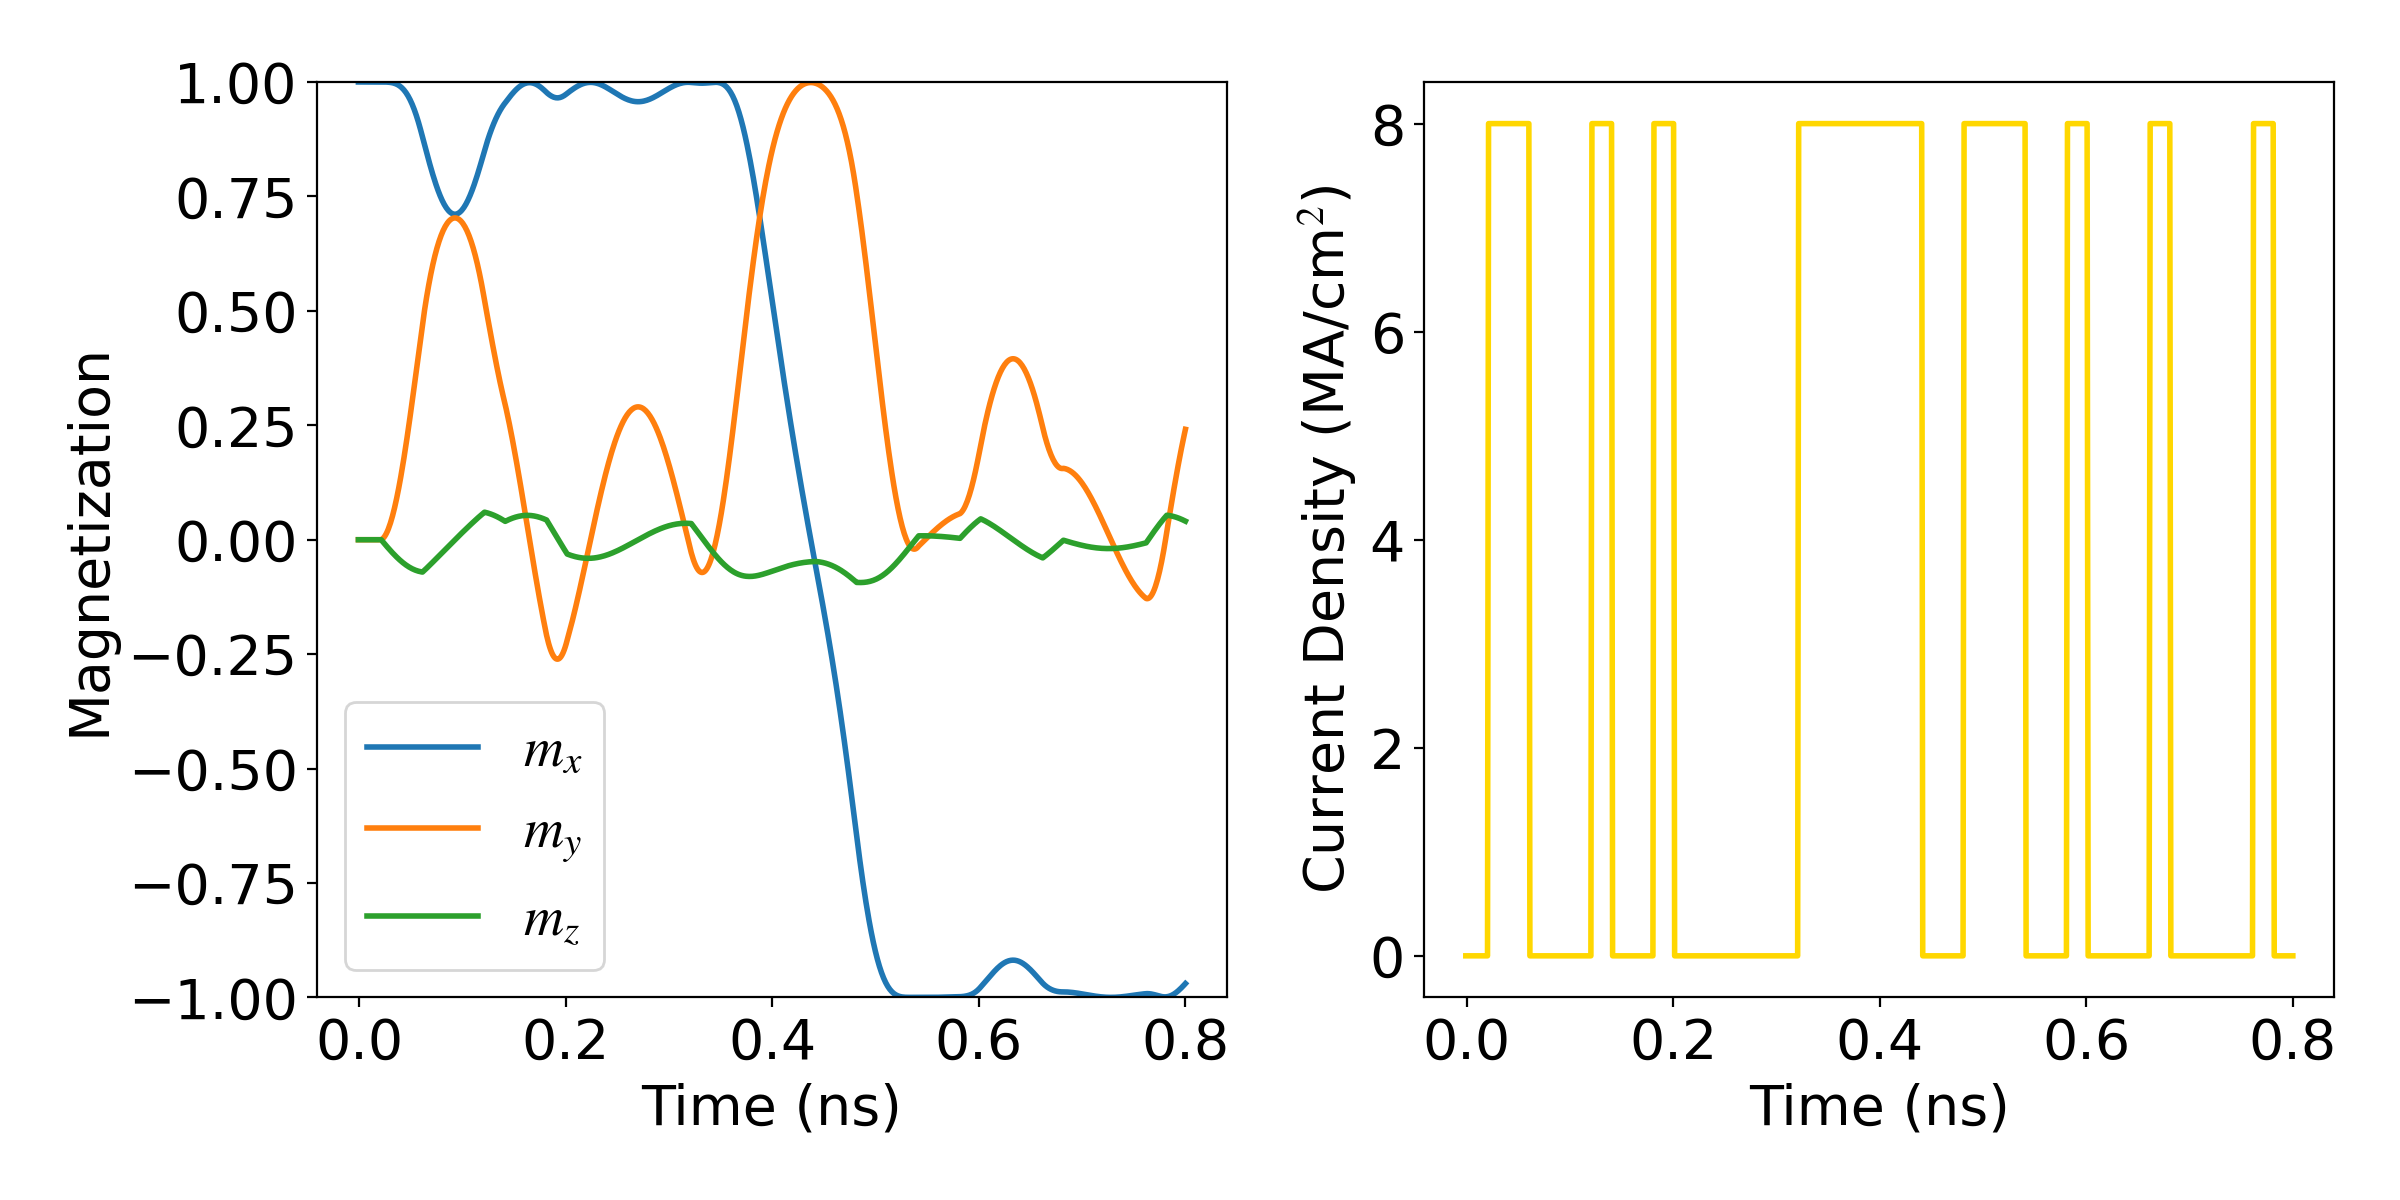 Magnetization
1.00
0.75
0.50
0.25
0.00
−0.25
−0.50
−0.75
−1.00
m_x
m_y
m_z
0.0 0.2 0.4 0.6 0.8
Time (ns)
Current Density (MA/cm²)
8
6
4
2
0
0.0 0.2 0.4 0.6 0.8
Time (ns)